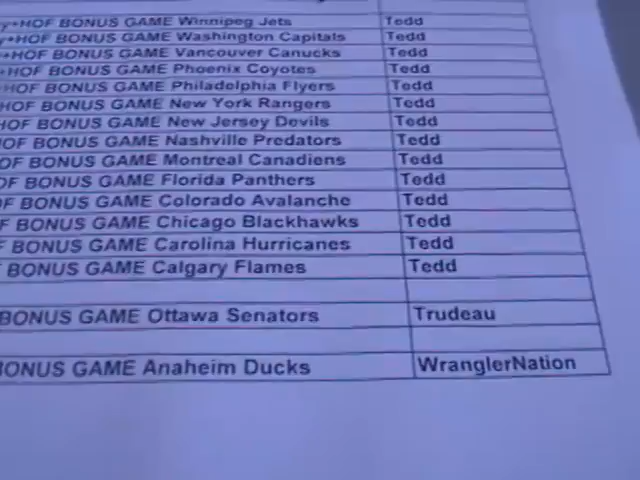 y+HOF BONUS GAME Winnipeg Jets Tedd
y+HOF BONUS GAME Washington Capitals Tedd
+HOF BONUS GAME Vancouver Canucks Tedd
+HOF BONUS GAME Phoenix Coyotes Tedd
+HOF BONUS GAME Philadelphia Flyers Tedd
HOF BONUS GAME New York Rangers Tedd
HOF BONUS GAME New Jersey Devils Tedd
HOF BONUS GAME Nashville Predators Tedd
OF BONUS GAME Montreal Canadiens Tedd
OF BONUS GAME Florida Panthers Tedd
OF BONUS GAME Colorado Avalanche Tedd
F BONUS GAME Chicago Blackhawks Tedd
F BONUS GAME Carolina Hurricanes Tedd
BONUS GAME Calgary Flames Tedd
BONUS GAME Ottawa Senators Trudeau
BONUS GAME Anaheim Ducks WranglerNation